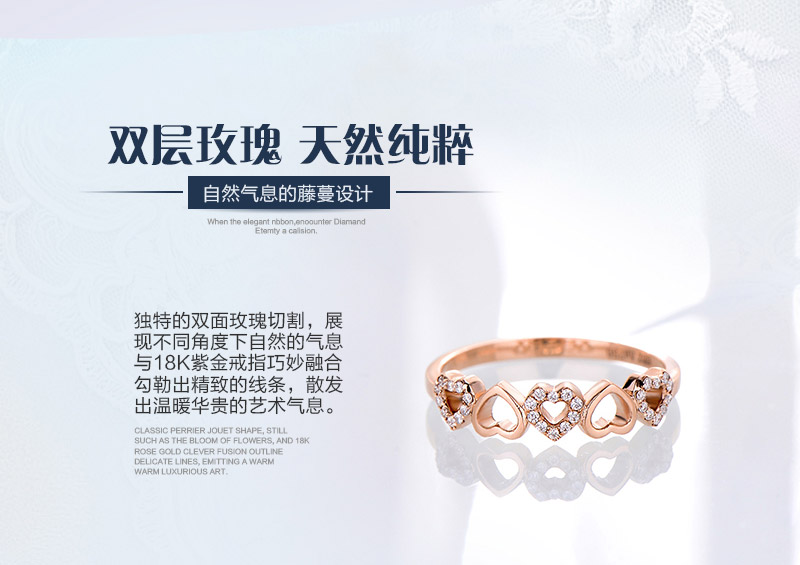 双层玫瑰 天然纯粹
自然气息的藤蔓设计
When the elegant nbbon,enoounter Diamand
Etemty a calision.
独特的双面玫瑰切割，展
现不同角度下自然的气息
与18K紫金戒指巧妙融合
勾勒出精致的线条，散发
出温暖华贵的艺术气息。
CLASSIC PERRIER JOUET SHAPE, STILL
SUCH AS THE BLOOM OF FLOWERS, AND 18K
ROSE GOLD CLEVER FUSION OUTLINE
DELICATE LINES, EMITTING A WARM
WARM LUXURIOUS ART.